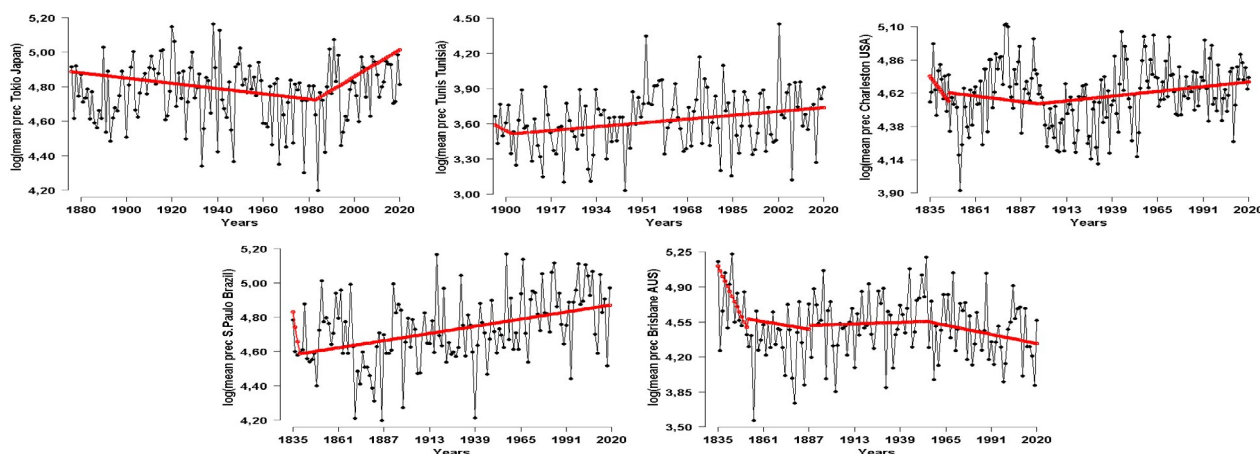 log(mean prec Tokio Japan)
5,20
5,00
4,80
4,60
4,40
4,20
1880 1900 1920 1940 1960 1980 2000 2020
Years
log(mean prec Tunis Tunisia)
4.50
4.20
3.90
3.60
3.30
3,00
1900 1917 1934 1951 1968 1985 2002 2020
Years
log(mean prec Charleston USA)
5,10
4,86
4,62
4,38
4,14
3,90
1835 1861 1887 1913 1939 1965 1991 2020
Years
log(mean prec S.Paulo Brazil)
5,20
5,00
4,80
4,60
4,40
4,20
1835 1861 1887 1913 1939 1965 1991 2020
Years
log(mean prec Brisbane AUS)
5,25
4,90
4,55
4,20
3,85
3,50
1835 1861 1887 1913 1939 1965 1991 2020
Years